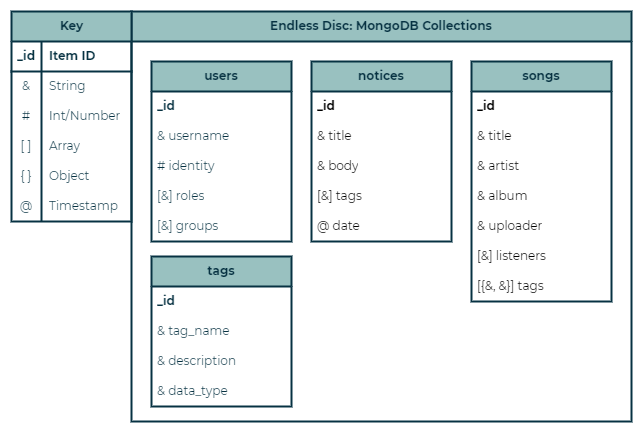 Key
_id Item ID
& String
# Int/Number
[ ] Array
{ } Object
@ Timestamp
Endless Disc: MongoDB Collections
users
_id
& username
# identity
[&] roles
[&] groups
notices
_id
& title
& body
[&] tags
@ date
songs
_id
& title
& artist
& album
& uploader
[&] listeners
[{&, &}] tags
tags
_id
& tag_name
& description
& data_type